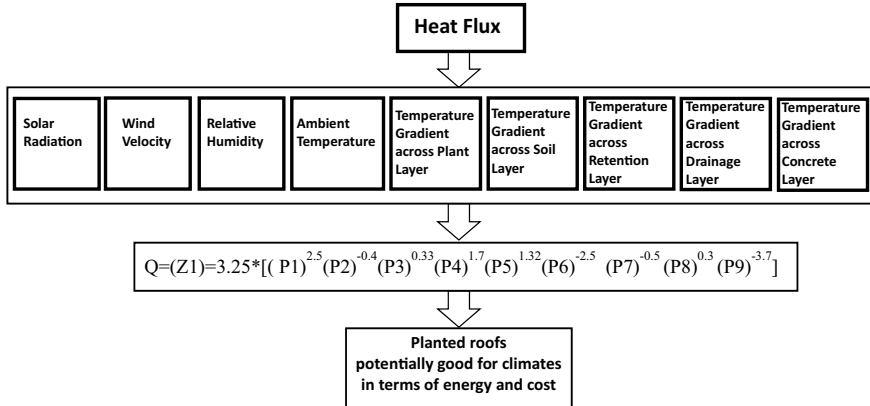 Heat Flux
Solar
Radiation
Wind
Velocity
Relative
Humidity
Ambient
Temperature
Temperature
Gradient
across Plant
Layer
Temperature
Gradient
across Soil
Layer
Temperature
Gradient
across
Retention
Layer
Temperature
Gradient
across
Drainage
Layer
Temperature
Gradient
across
Concrete
Layer
Q=(Z1)=3.25*[( P1)^2.5 (P2)^-0.4 (P3)^0.33 (P4)^1.7 (P5)^1.32 (P6)^-2.5 (P7)^-0.5 (P8)^0.3 (P9)^-3.7]
Planted roofs
potentially good for climates
in terms of energy and cost